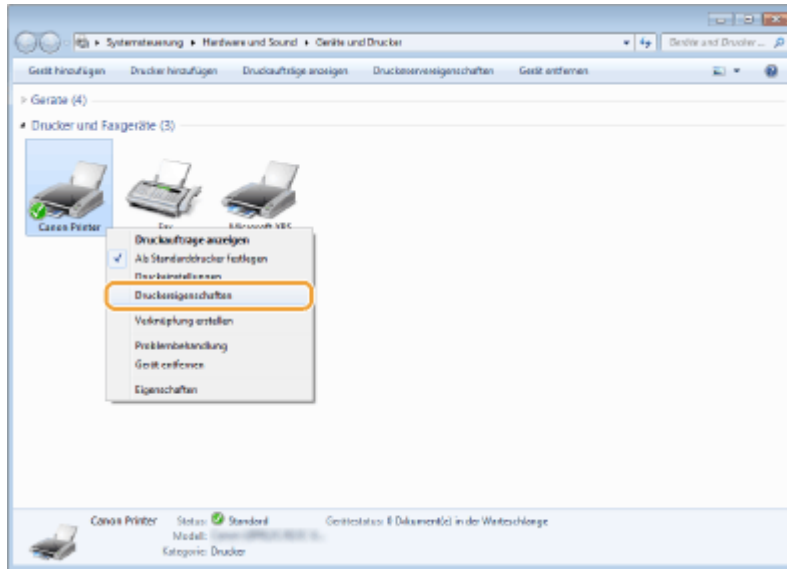 Systemsteuerung ▸ Hardware und Sound ▸ Geräte und Drucker
Geräte und Drucker ...
Gerät hinzufügen Drucker hinzufügen Druckaufträge anzeigen Druckerservereigenschaften Gerät entfernen
Geräte (4)
Drucker und Faxgeräte (3)
Canon Printer Fax Microsoft XPS
Druckaufträge anzeigen
Als Standarddrucker festlegen
Druckeinstellungen
Druckereigenschaften
Verknüpfung erstellen
Problembehandlung
Gerät entfernen
Eigenschaften
Canon Printer Status: Standard Gerätestatus: 0 Dokument(e) in der Warteschlange
Modell:
Kategorie: Drucker